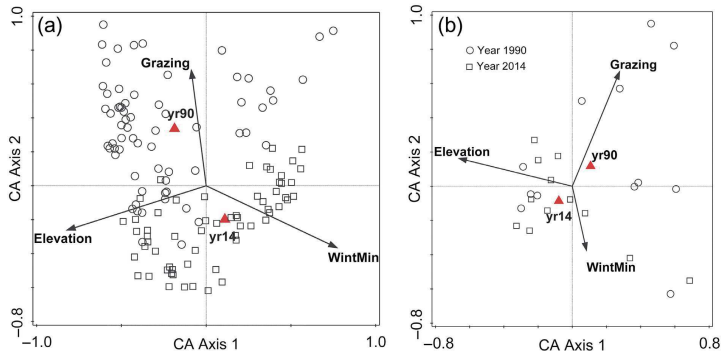 (a)
1.0
Grazing
yr90
CA Axis 2
Elevation
yr14
WintMin
−0.8
−1.0
CA Axis 1
1.0
(b)
1.0
Year 1990
Year 2014
Grazing
Elevation
yr90
yr14
CA Axis 2
WintMin
−0.8
−0.8
CA Axis 1
0.8